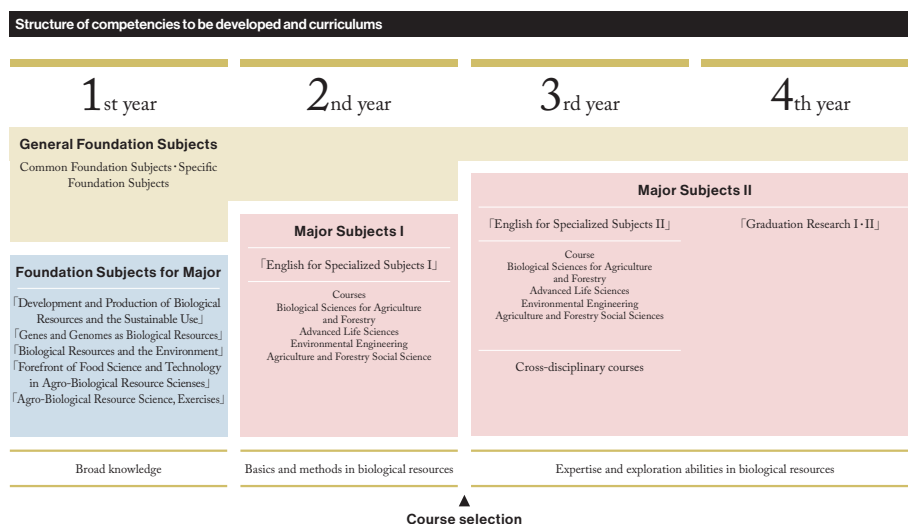 Structure of competencies to be developed and curriculums
1st year
2nd year
3rd year
4th year
General Foundation Subjects
Common Foundation Subjects・Specific
Foundation Subjects
Foundation Subjects for Major
「Development and Production of Biological
Resources and the Sustainable Use」
「Genes and Genomes as Biological Resources」
「Biological Resources and the Environment」
「Forefront of Food Science and Technology
in Agro-Biological Resource Scienses」
「Agro-Biological Resource Science, Exercises」
Major Subjects I
「English for Specialized Subjects I」
Courses
Biological Sciences for Agriculture
and Forestry
Advanced Life Sciences
Environmental Engineering
Agriculture and Forestry Social Science
Major Subjects II
「English for Specialized Subjects II」
Course
Biological Sciences for Agriculture
and Forestry
Advanced Life Sciences
Environmental Engineering
Agriculture and Forestry Social Sciences
Cross-disciplinary courses
「Graduation Research I・II」
Broad knowledge
Basics and methods in biological resources
Expertise and exploration abilities in biological resources
▲
Course selection